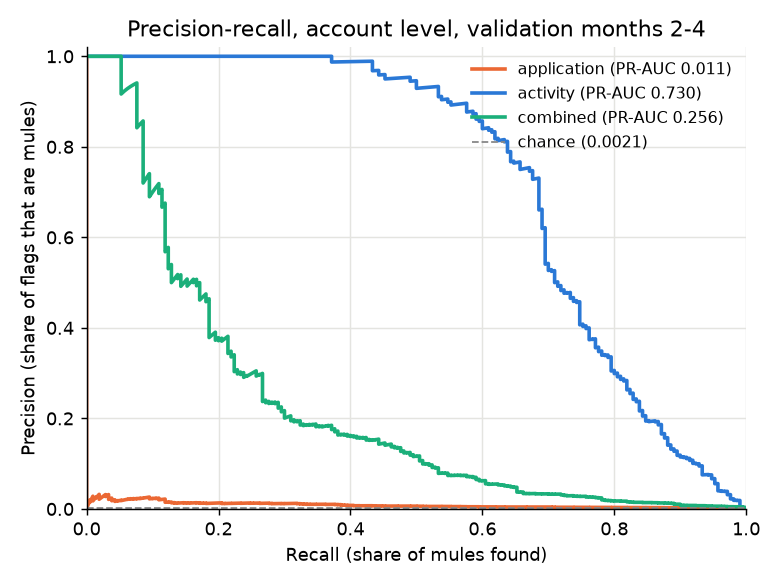 Precision-recall, account level, validation months 2-4
application (PR-AUC 0.011)
activity (PR-AUC 0.730)
combined (PR-AUC 0.256)
chance (0.0021)
Precision (share of flags that are mules)
1.0
0.8
0.6
0.4
0.2
0.0
0.0 0.2 0.4 0.6 0.8 1.0
Recall (share of mules found)